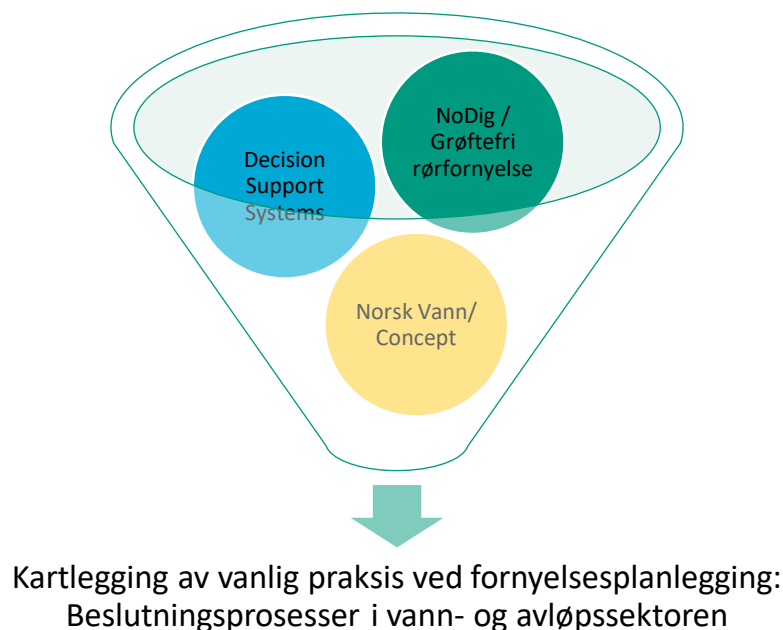 NoDig /
Grøftefri
rørfornyelse
Decision
Support
Systems
Norsk Vann/
Concept
Kartlegging av vanlig praksis ved fornyelsesplanlegging:
Beslutningsprosesser i vann- og avløpssektoren